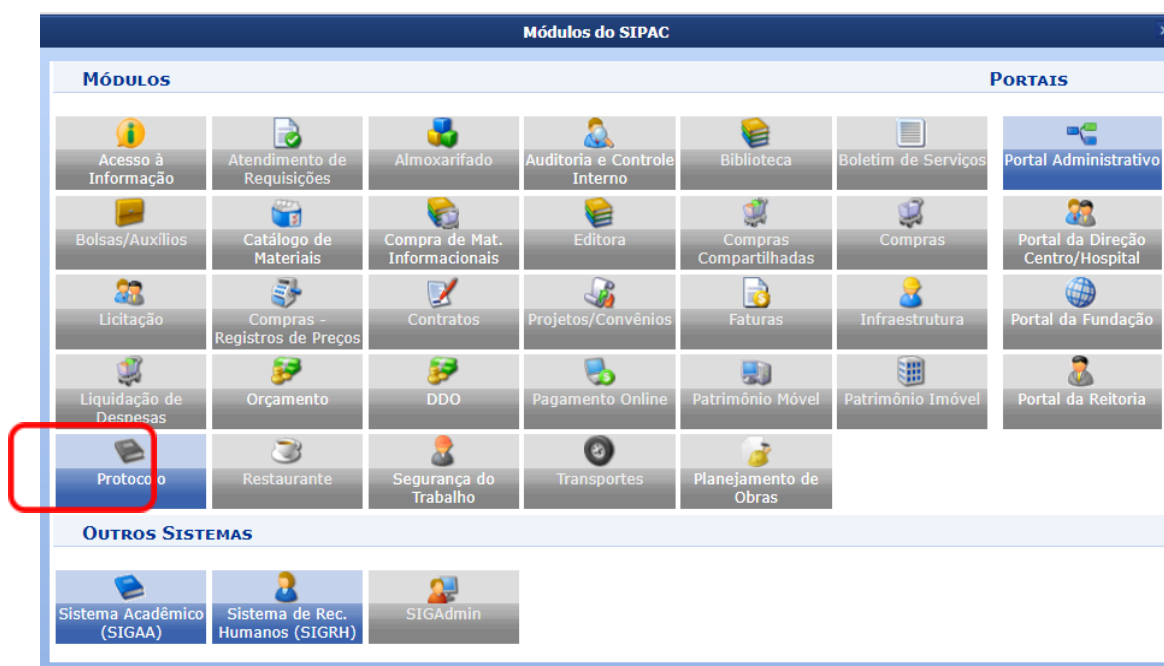 Módulos do SIPAC
Módulos
Portais
Acesso à
Informação
Atendimento de
Requisições
Almoxarifado
Auditoria e Controle
Interno
Biblioteca
Boletim de Serviços
Portal Administrativo
Bolsas/Auxílios
Catálogo de
Materiais
Compra de Mat.
Informacionais
Editora
Compras
Compartilhadas
Compras
Portal da Direção
Centro/Hospital
Licitação
Compras -
Registros de Preços
Contratos
Projetos/Convênios
Faturas
Infraestrutura
Portal da Fundação
Liquidação de
Despesas
Orçamento
DDO
Pagamento Online
Patrimônio Móvel
Patrimônio Imóvel
Portal da Reitoria
Protocolo
Restaurante
Segurança do
Trabalho
Transportes
Planejamento de
Obras
Outros Sistemas
Sistema Acadêmico
(SIGAA)
Sistema de Rec.
Humanos (SIGRH)
SIGAdmin